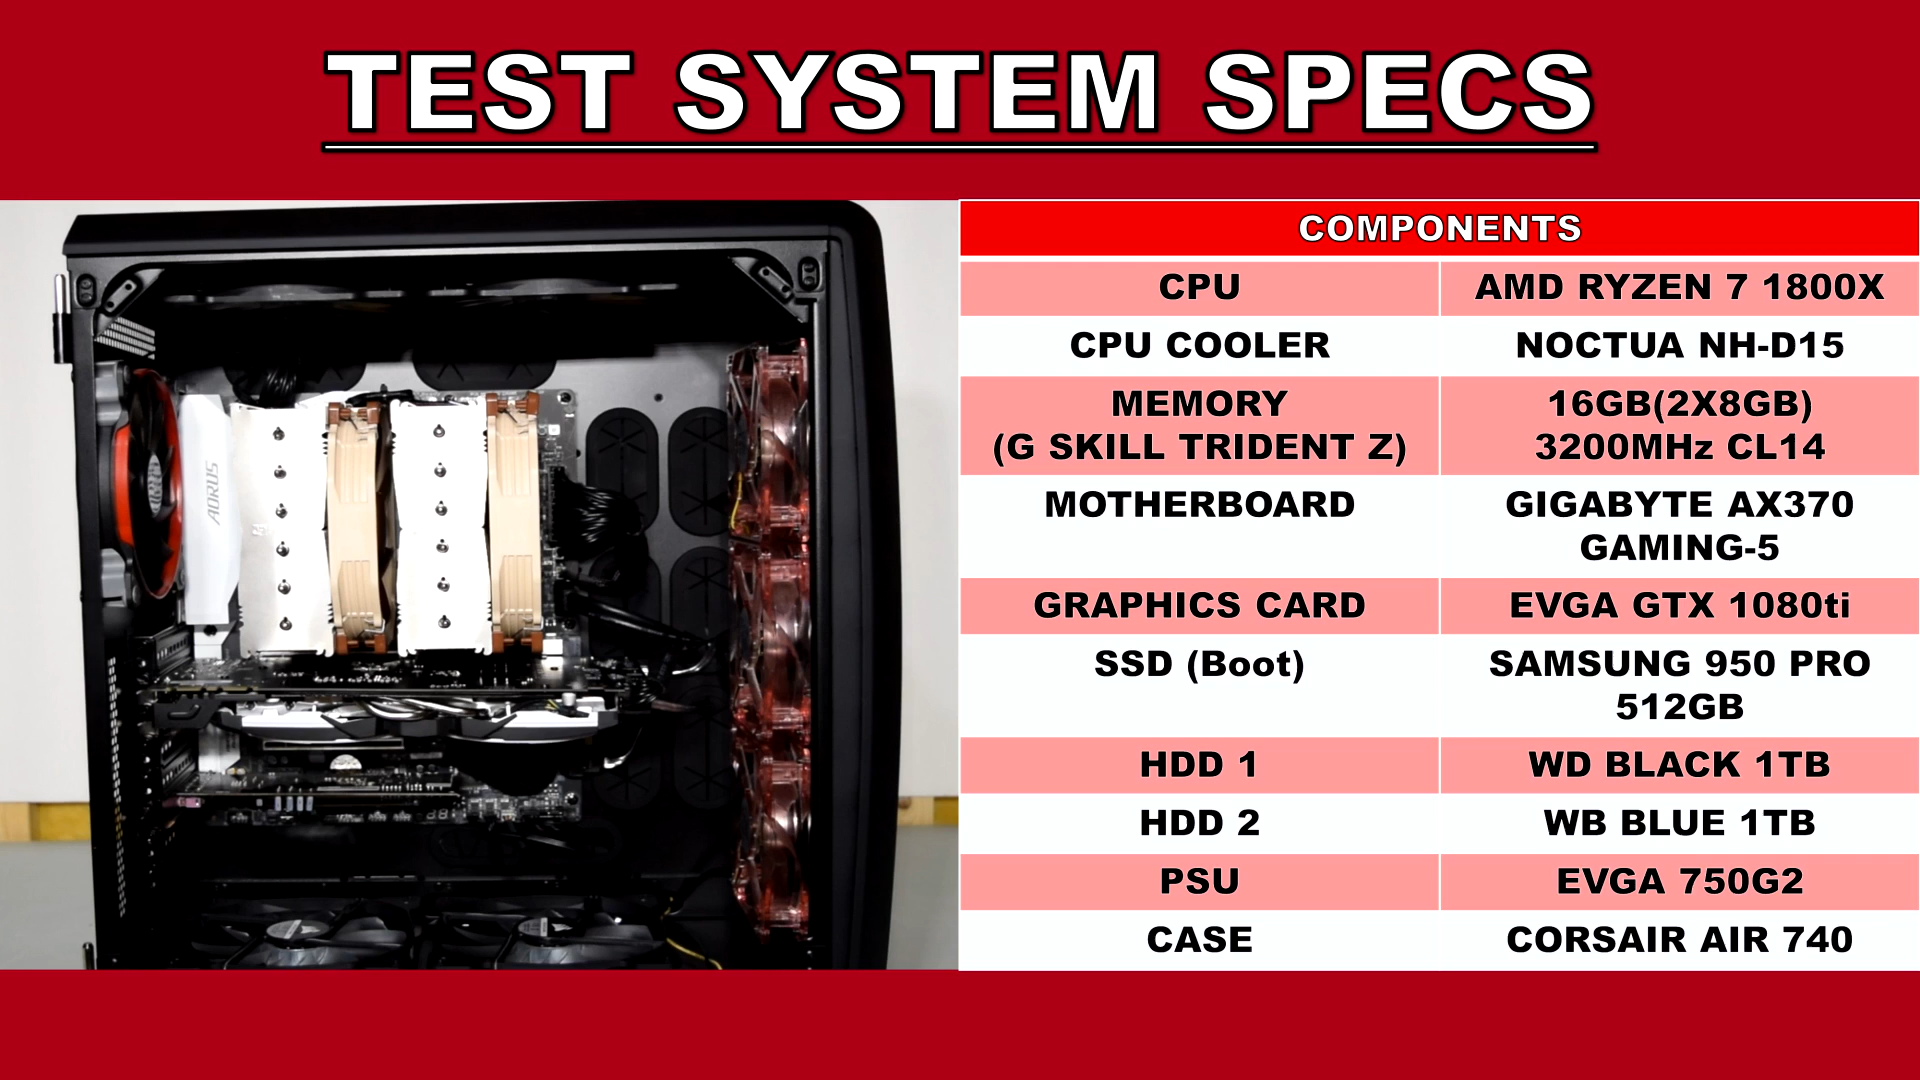 TEST SYSTEM SPECS
COMPONENTS
CPU
AMD RYZEN 7 1800X
CPU COOLER
NOCTUA NH-D15
MEMORY
(G SKILL TRIDENT Z)
16GB(2X8GB)
3200MHz CL14
MOTHERBOARD
GIGABYTE AX370
GAMING-5
GRAPHICS CARD
EVGA GTX 1080ti
SSD (Boot)
SAMSUNG 950 PRO
512GB
HDD 1
WD BLACK 1TB
HDD 2
WB BLUE 1TB
PSU
EVGA 750G2
CASE
CORSAIR AIR 740
AORUS